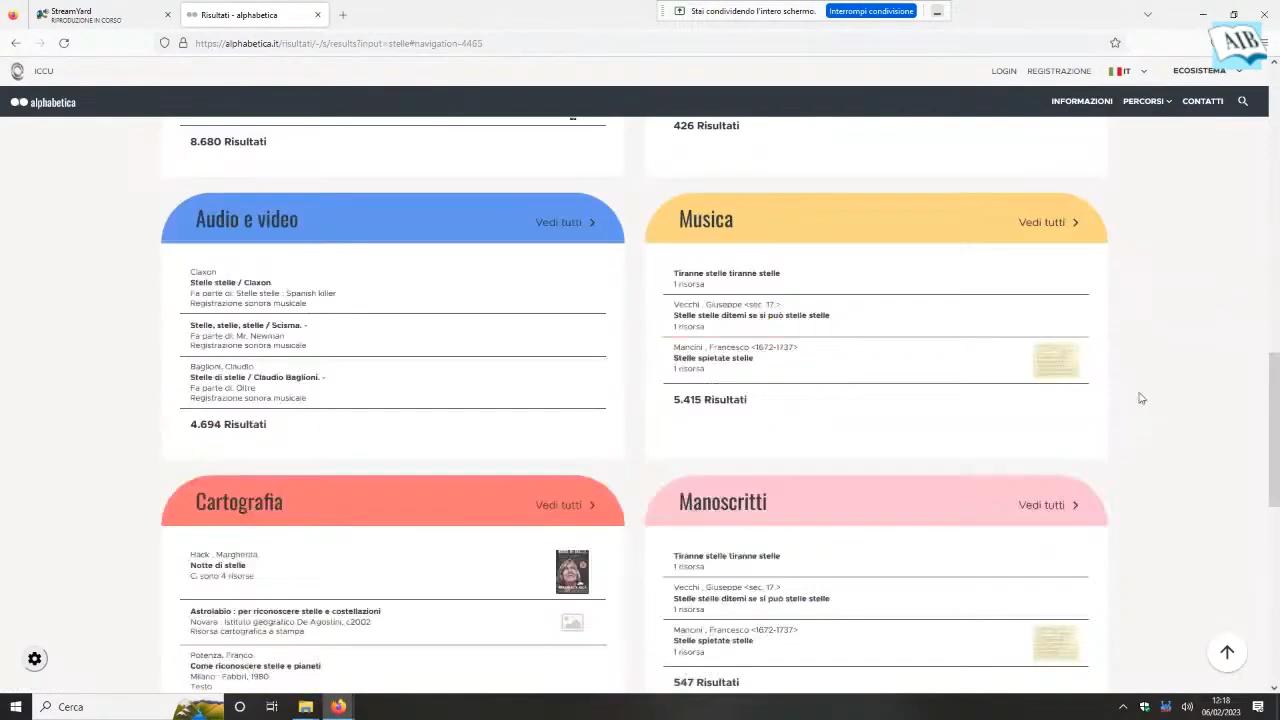 StreamYard
RIPRODUZIONE IN CORSO
Risultati - alphabetica
Stai condividendo l'intero schermo.
Interrompi condivisione
https://alphabetica.it/risultati/-/s/results?input=stelle#navigation-4465
AIB
ICCU
LOGIN REGISTRAZIONE IT ECOSISTEMA
alphabetica
INFORMAZIONI PERCORSI CONTATTI
8.680 Risultati
426 Risultati
Audio e video
Vedi tutti
Claxon
Stelle stelle / Claxon
Fa parte di: Stelle stelle : Spanish killer
Registrazione sonora musicale
Stelle, stelle, stelle / Scisma. -
Fa parte di: Mr. Newman
Registrazione sonora musicale
Baglioni, Claudio
Stelle di stelle / Claudio Baglioni. -
Fa parte di: Oltre
Registrazione sonora musicale
4.694 Risultati
Musica
Vedi tutti
Tiranne stelle tiranne stelle
1 risorsa
Vecchi , Giuseppe <sec. 17.>
Stelle stelle ditemi se si può stelle stelle
1 risorsa
Mancini , Francesco <1672-1737>
Stelle spietate stelle
1 risorsa
5.415 Risultati
Cartografia
Vedi tutti
Hack , Margherita
Notte di stelle
Ci sono 4 risorse
Astrolabio : per riconoscere stelle e costellazioni
Novara : Istituto geografico De Agostini, c2002
Risorsa cartografica a stampa
Potenza, Franco
Come riconoscere stelle e pianeti
Milano : Fabbri, 1980
Testo
Manoscritti
Vedi tutti
Tiranne stelle tiranne stelle
1 risorsa
Vecchi , Giuseppe <sec. 17.>
Stelle stelle ditemi se si può stelle stelle
1 risorsa
Mancini , Francesco <1672-1737>
Stelle spietate stelle
1 risorsa
547 Risultati
Cerca
12:18
06/02/2023